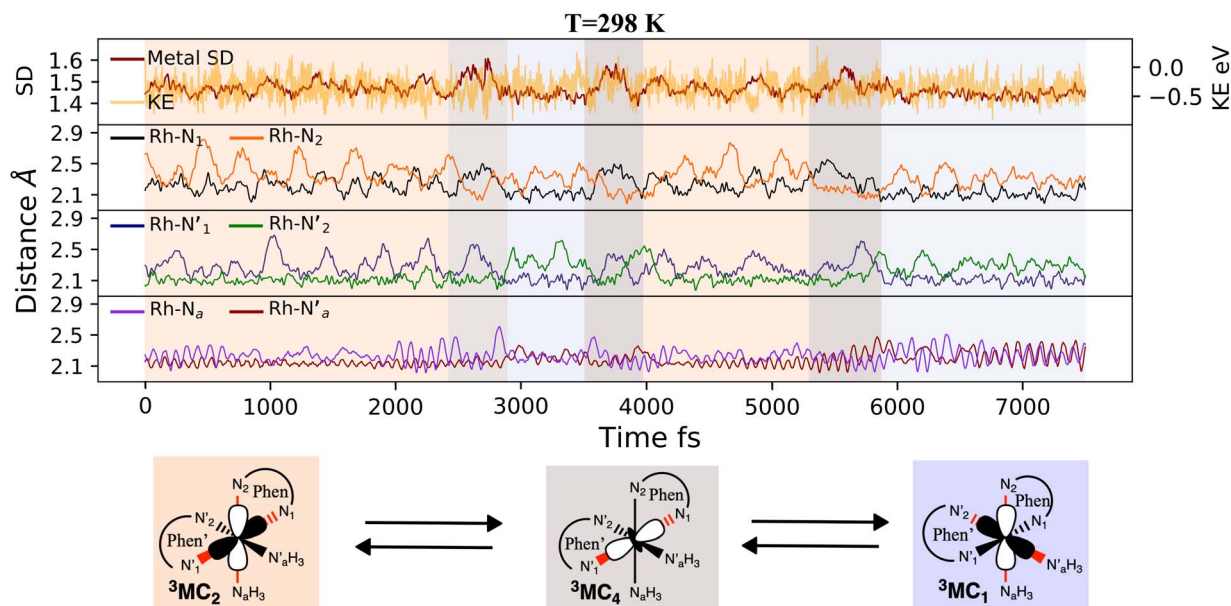 T=298 K
SD
1.6
1.5
1.4
Metal SD
KE
0.0
−0.5
KE eV
Distance Å
2.9
2.5
2.1
Rh-N₁ Rh-N₂
2.9
2.5
2.1
Rh-N'₁ Rh-N'₂
2.9
2.5
2.1
Rh-Nₐ Rh-N'ₐ
0 1000 2000 3000 4000 5000 6000 7000
Time fs
N₂
Phen
N₁
N'₂
Phen'
N'₁
N'ₐH₃
NₐH₃
³MC₂
N₂
Phen
N₁
N'₂
Phen'
N'₁
N'ₐH₃
NₐH₃
³MC₄
N₂
Phen
N₁
N'₂
Phen'
N'₁
N'ₐH₃
NₐH₃
³MC₁